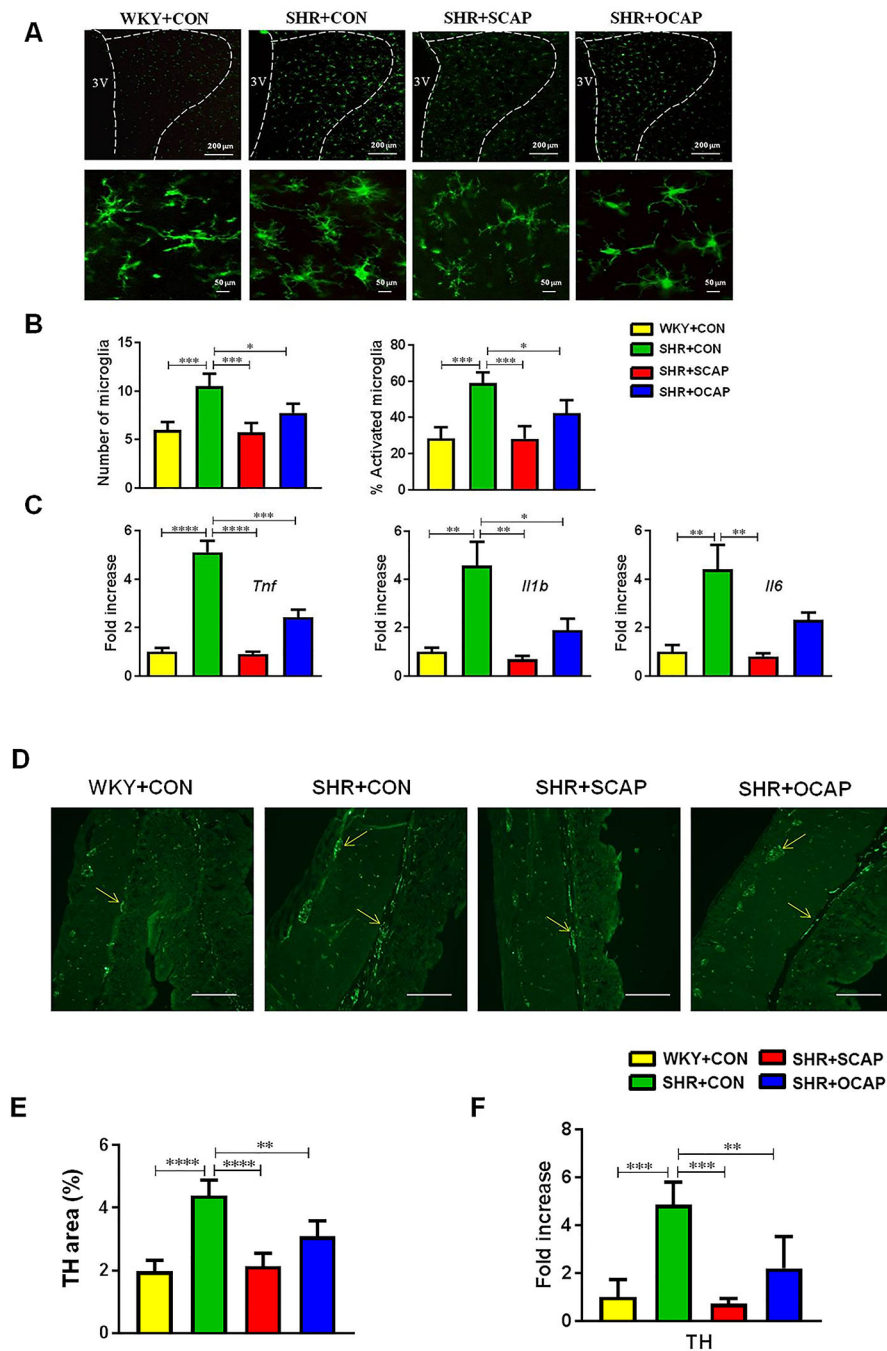 A
WKY+CON SHR+CON SHR+SCAP SHR+OCAP
3V 3V 3V 3V
200 μm 200 μm 200 μm 200 μm
50 μm 50 μm 50 μm 50 μm
B
Number of microglia
15
10
5
0
*** *** *
% Activated microglia
80
60
40
20
0
*** *** *
WKY+CON
SHR+CON
SHR+SCAP
SHR+OCAP
C
Fold increase
6
4
2
0
**** **** ***
Tnf
Fold increase
6
4
2
0
** ** *
Il1b
Fold increase
6
4
2
0
** **
Il6
D
WKY+CON SHR+CON SHR+SCAP SHR+OCAP
WKY+CON SHR+SCAP
SHR+CON SHR+OCAP
E
TH area (%)
6
4
2
0
**** **** **
F
Fold increase
8
6
4
2
0
*** *** **
TH